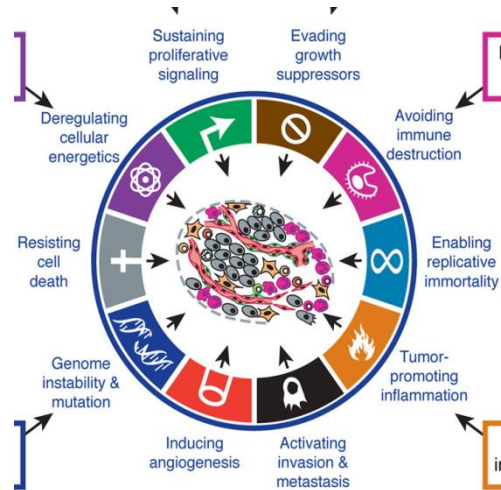 Sustaining
proliferative
signaling
Evading
growth
suppressors
Deregulating
cellular
energetics
Avoiding
immune
destruction
Resisting
cell
death
Enabling
replicative
immortality
Genome
instability &
mutation
Tumor-
promoting
inflammation
Inducing
angiogenesis
Activating
invasion &
metastasis